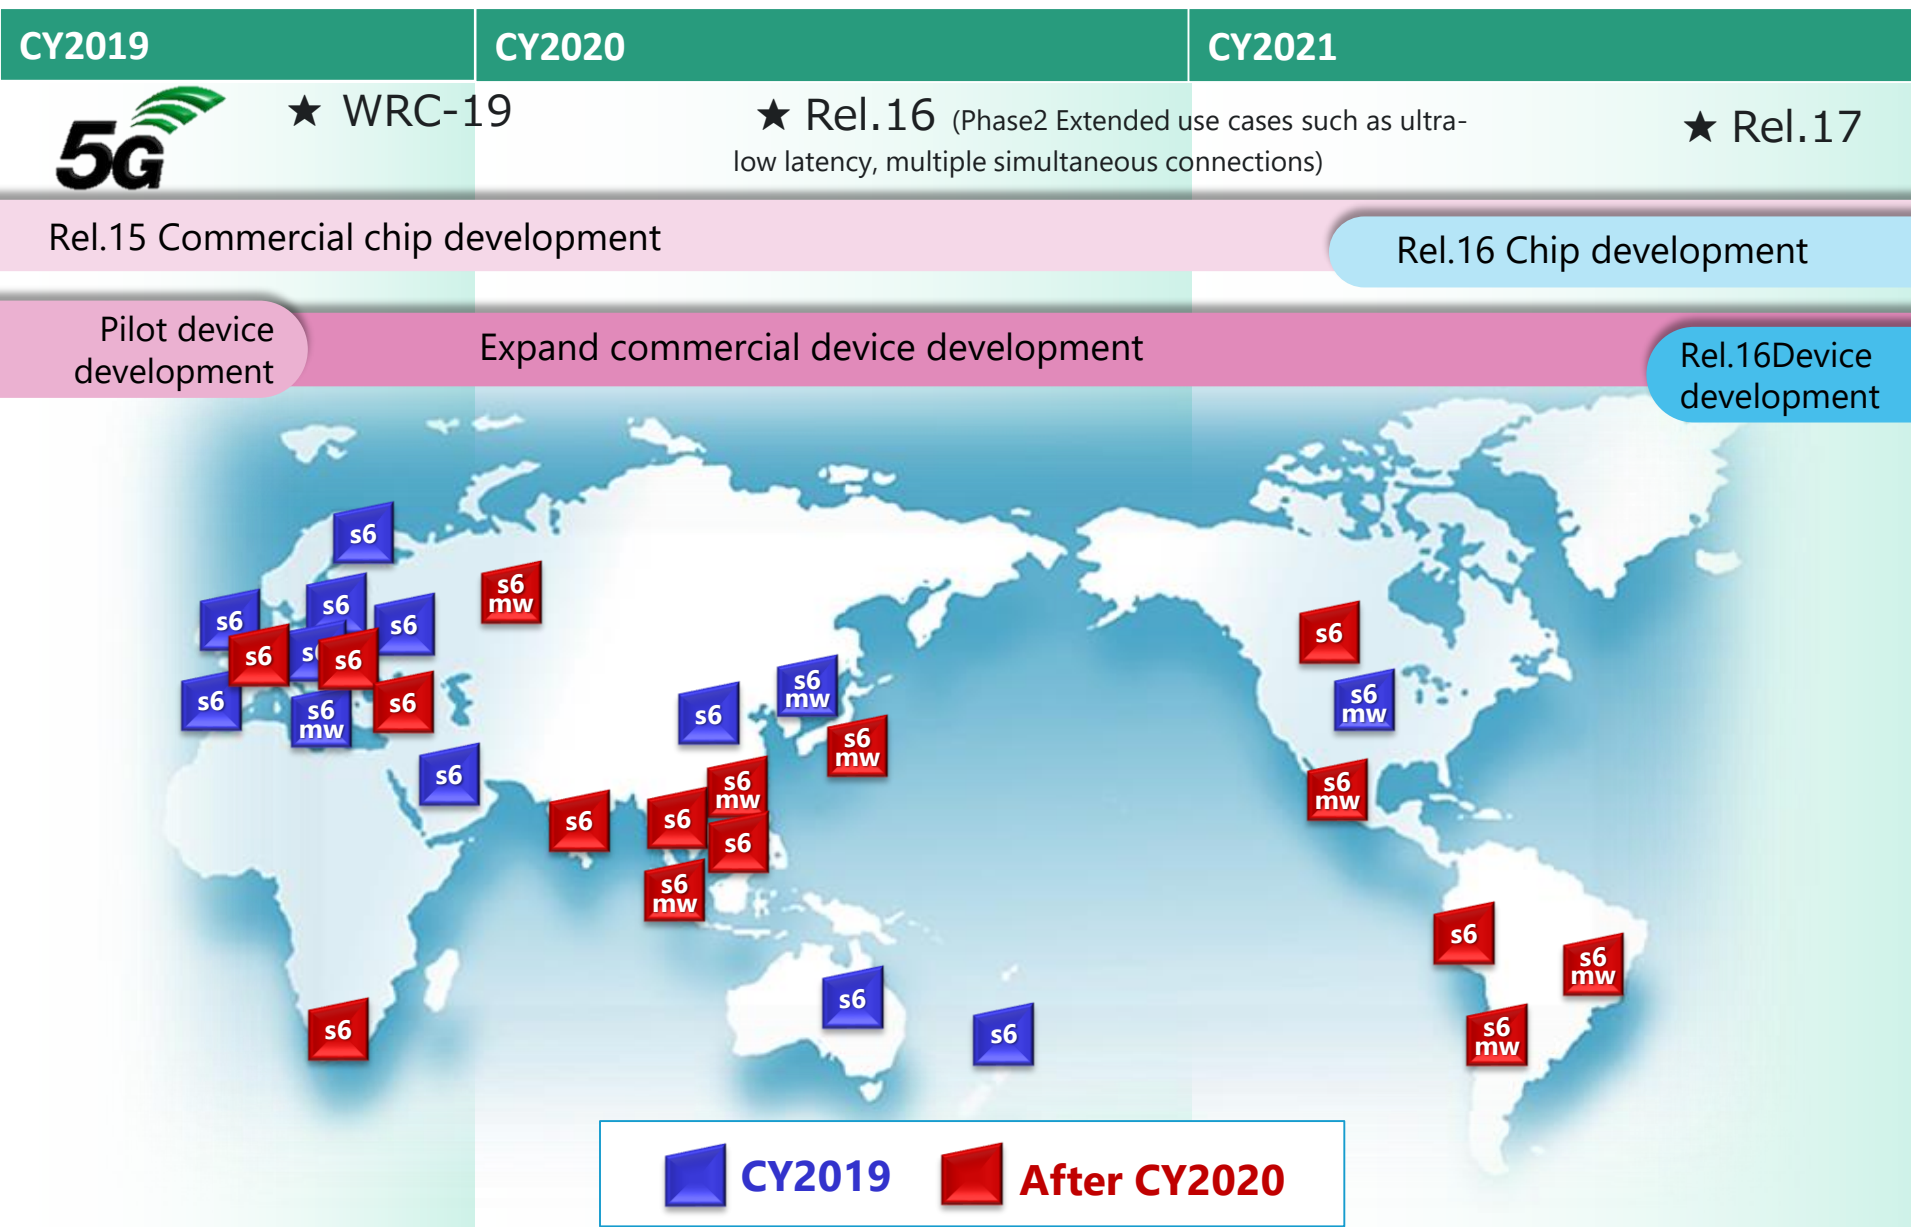 CY2019
CY2020
CY2021
5G
★ WRC-19
★ Rel.16 (Phase2 Extended use cases such as ultra-
low latency, multiple simultaneous connections)
★ Rel.17
Rel.15 Commercial chip development
Rel.16 Chip development
Pilot device
development
Expand commercial device development
Rel.16Device
development
s6
s6
mw
s6
s6
s6
s6
s6
s6
s6
s6
mw
s6
s6
s6
s6
mw
s6
mw
s6
s6
s6
mw
s6
s6
mw
s6
s6
s6
s6
s6
mw
s6
mw
s6
s6
mw
s6
mw
CY2019
After CY2020